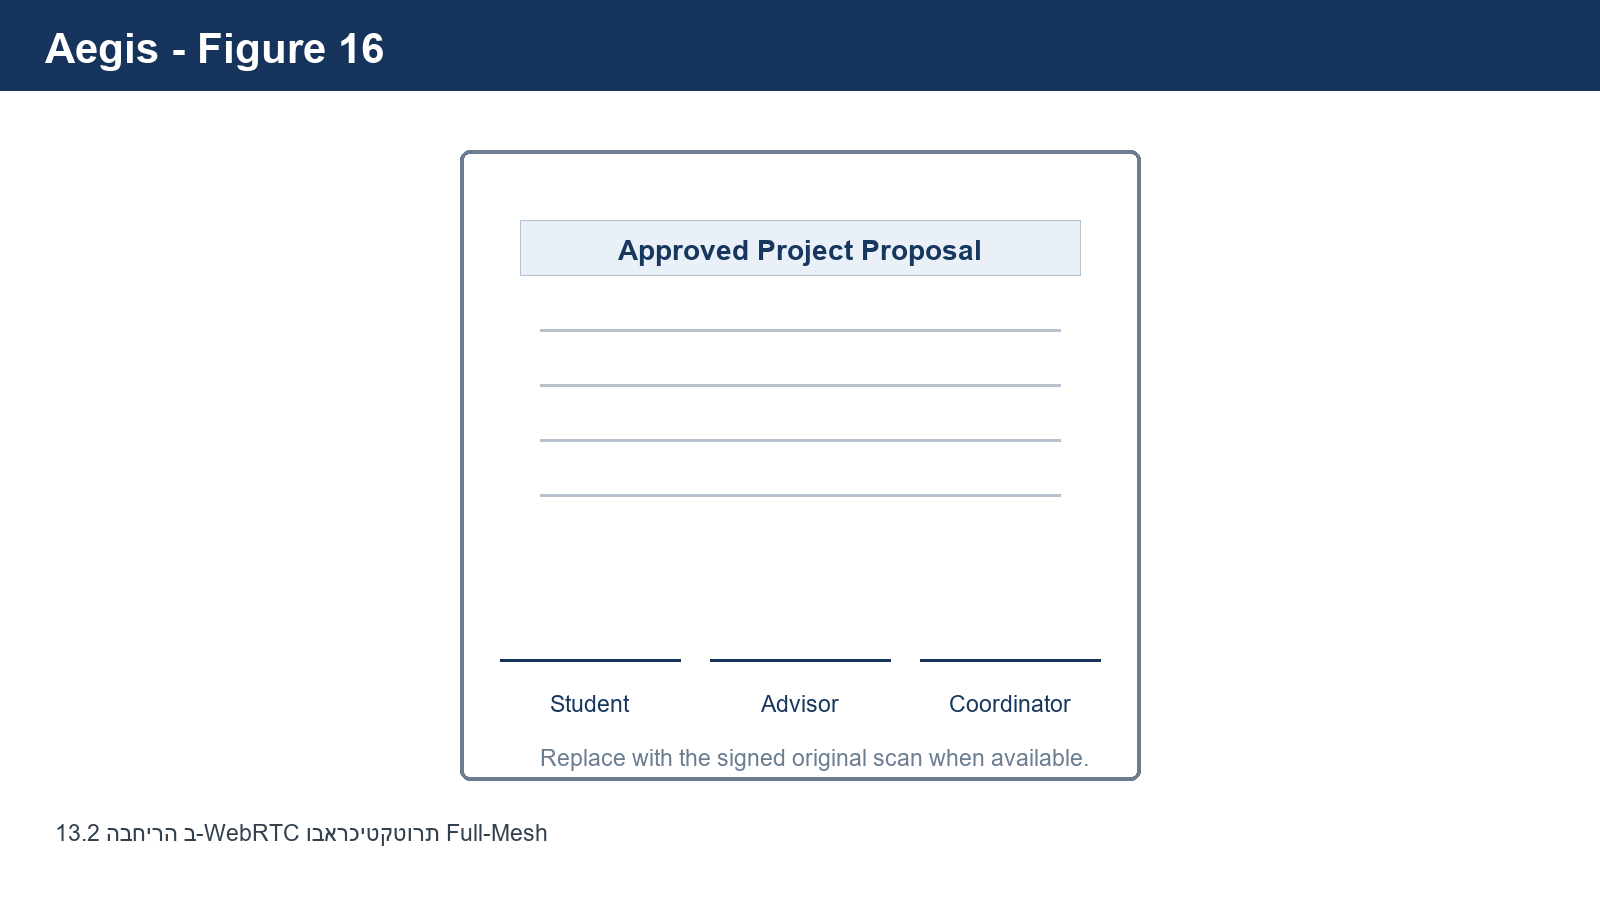 Aegis - Figure 16
Approved Project Proposal
Student Advisor Coordinator
Replace with the signed original scan when available.
13.2 הבחירה ב-WebRTC ובארכיטקטורת Full-Mesh